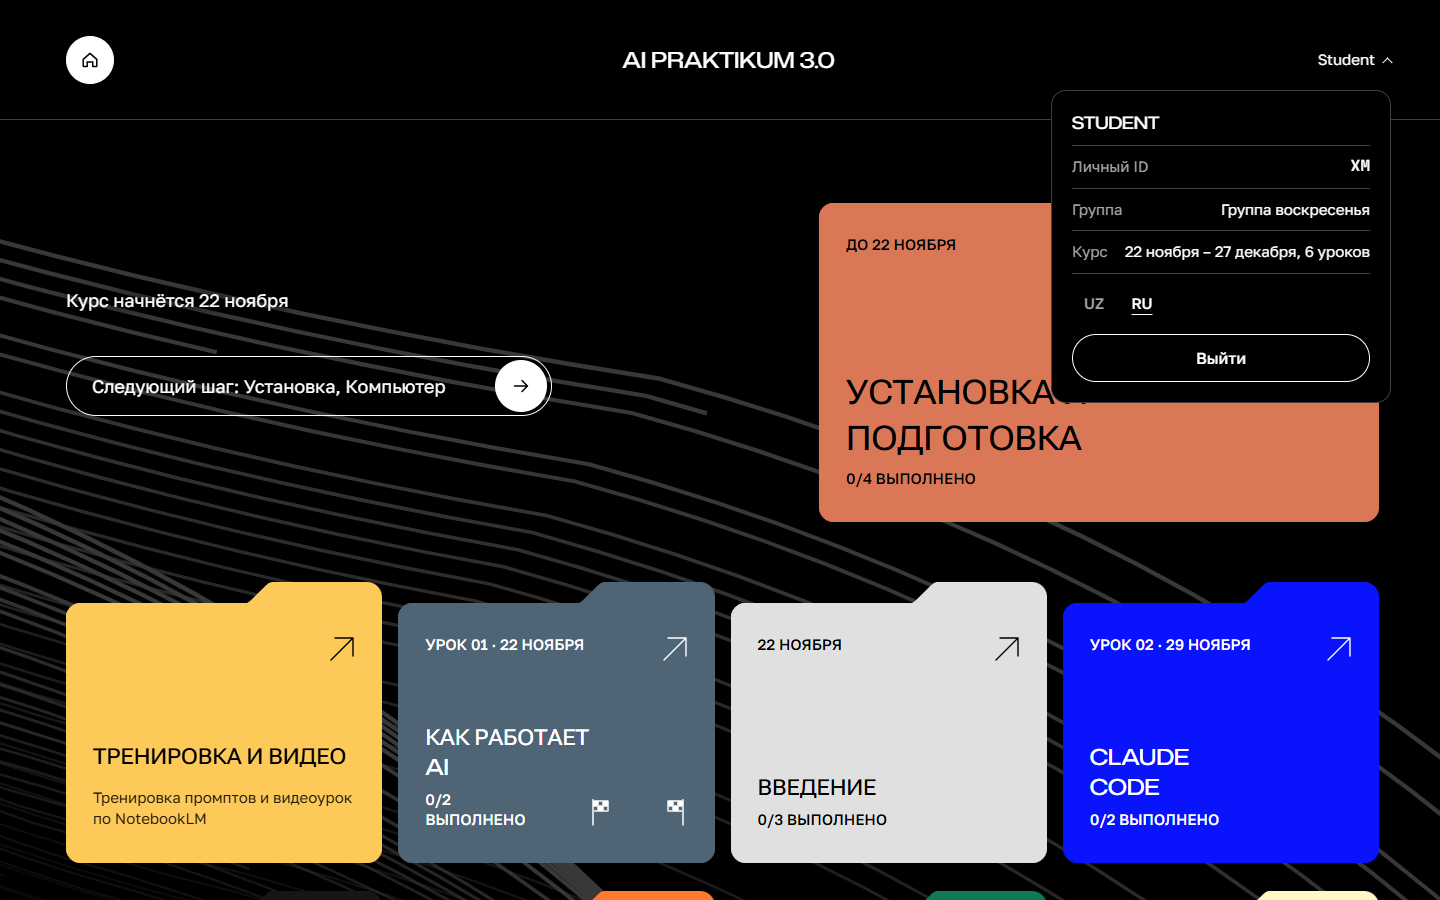 AI PRAKTIKUM 3.0
Student
STUDENT
Личный ID XM
Группа Группа воскресенья
Курс 22 ноября – 27 декабря, 6 уроков
UZ RU
Выйти
Курс начнётся 22 ноября
Следующий шаг: Установка, Компьютер
ДО 22 НОЯБРЯ
УСТАНОВКА
ПОДГОТОВКА
0/4 ВЫПОЛНЕНО
ТРЕНИРОВКА И ВИДЕО
Тренировка промптов и видеоурок
по NotebookLM
УРОК 01 · 22 НОЯБРЯ
КАК РАБОТАЕТ
AI
0/2
ВЫПОЛНЕНО
22 НОЯБРЯ
ВВЕДЕНИЕ
0/3 ВЫПОЛНЕНО
УРОК 02 · 29 НОЯБРЯ
CLAUDE
CODE
0/2 ВЫПОЛНЕНО